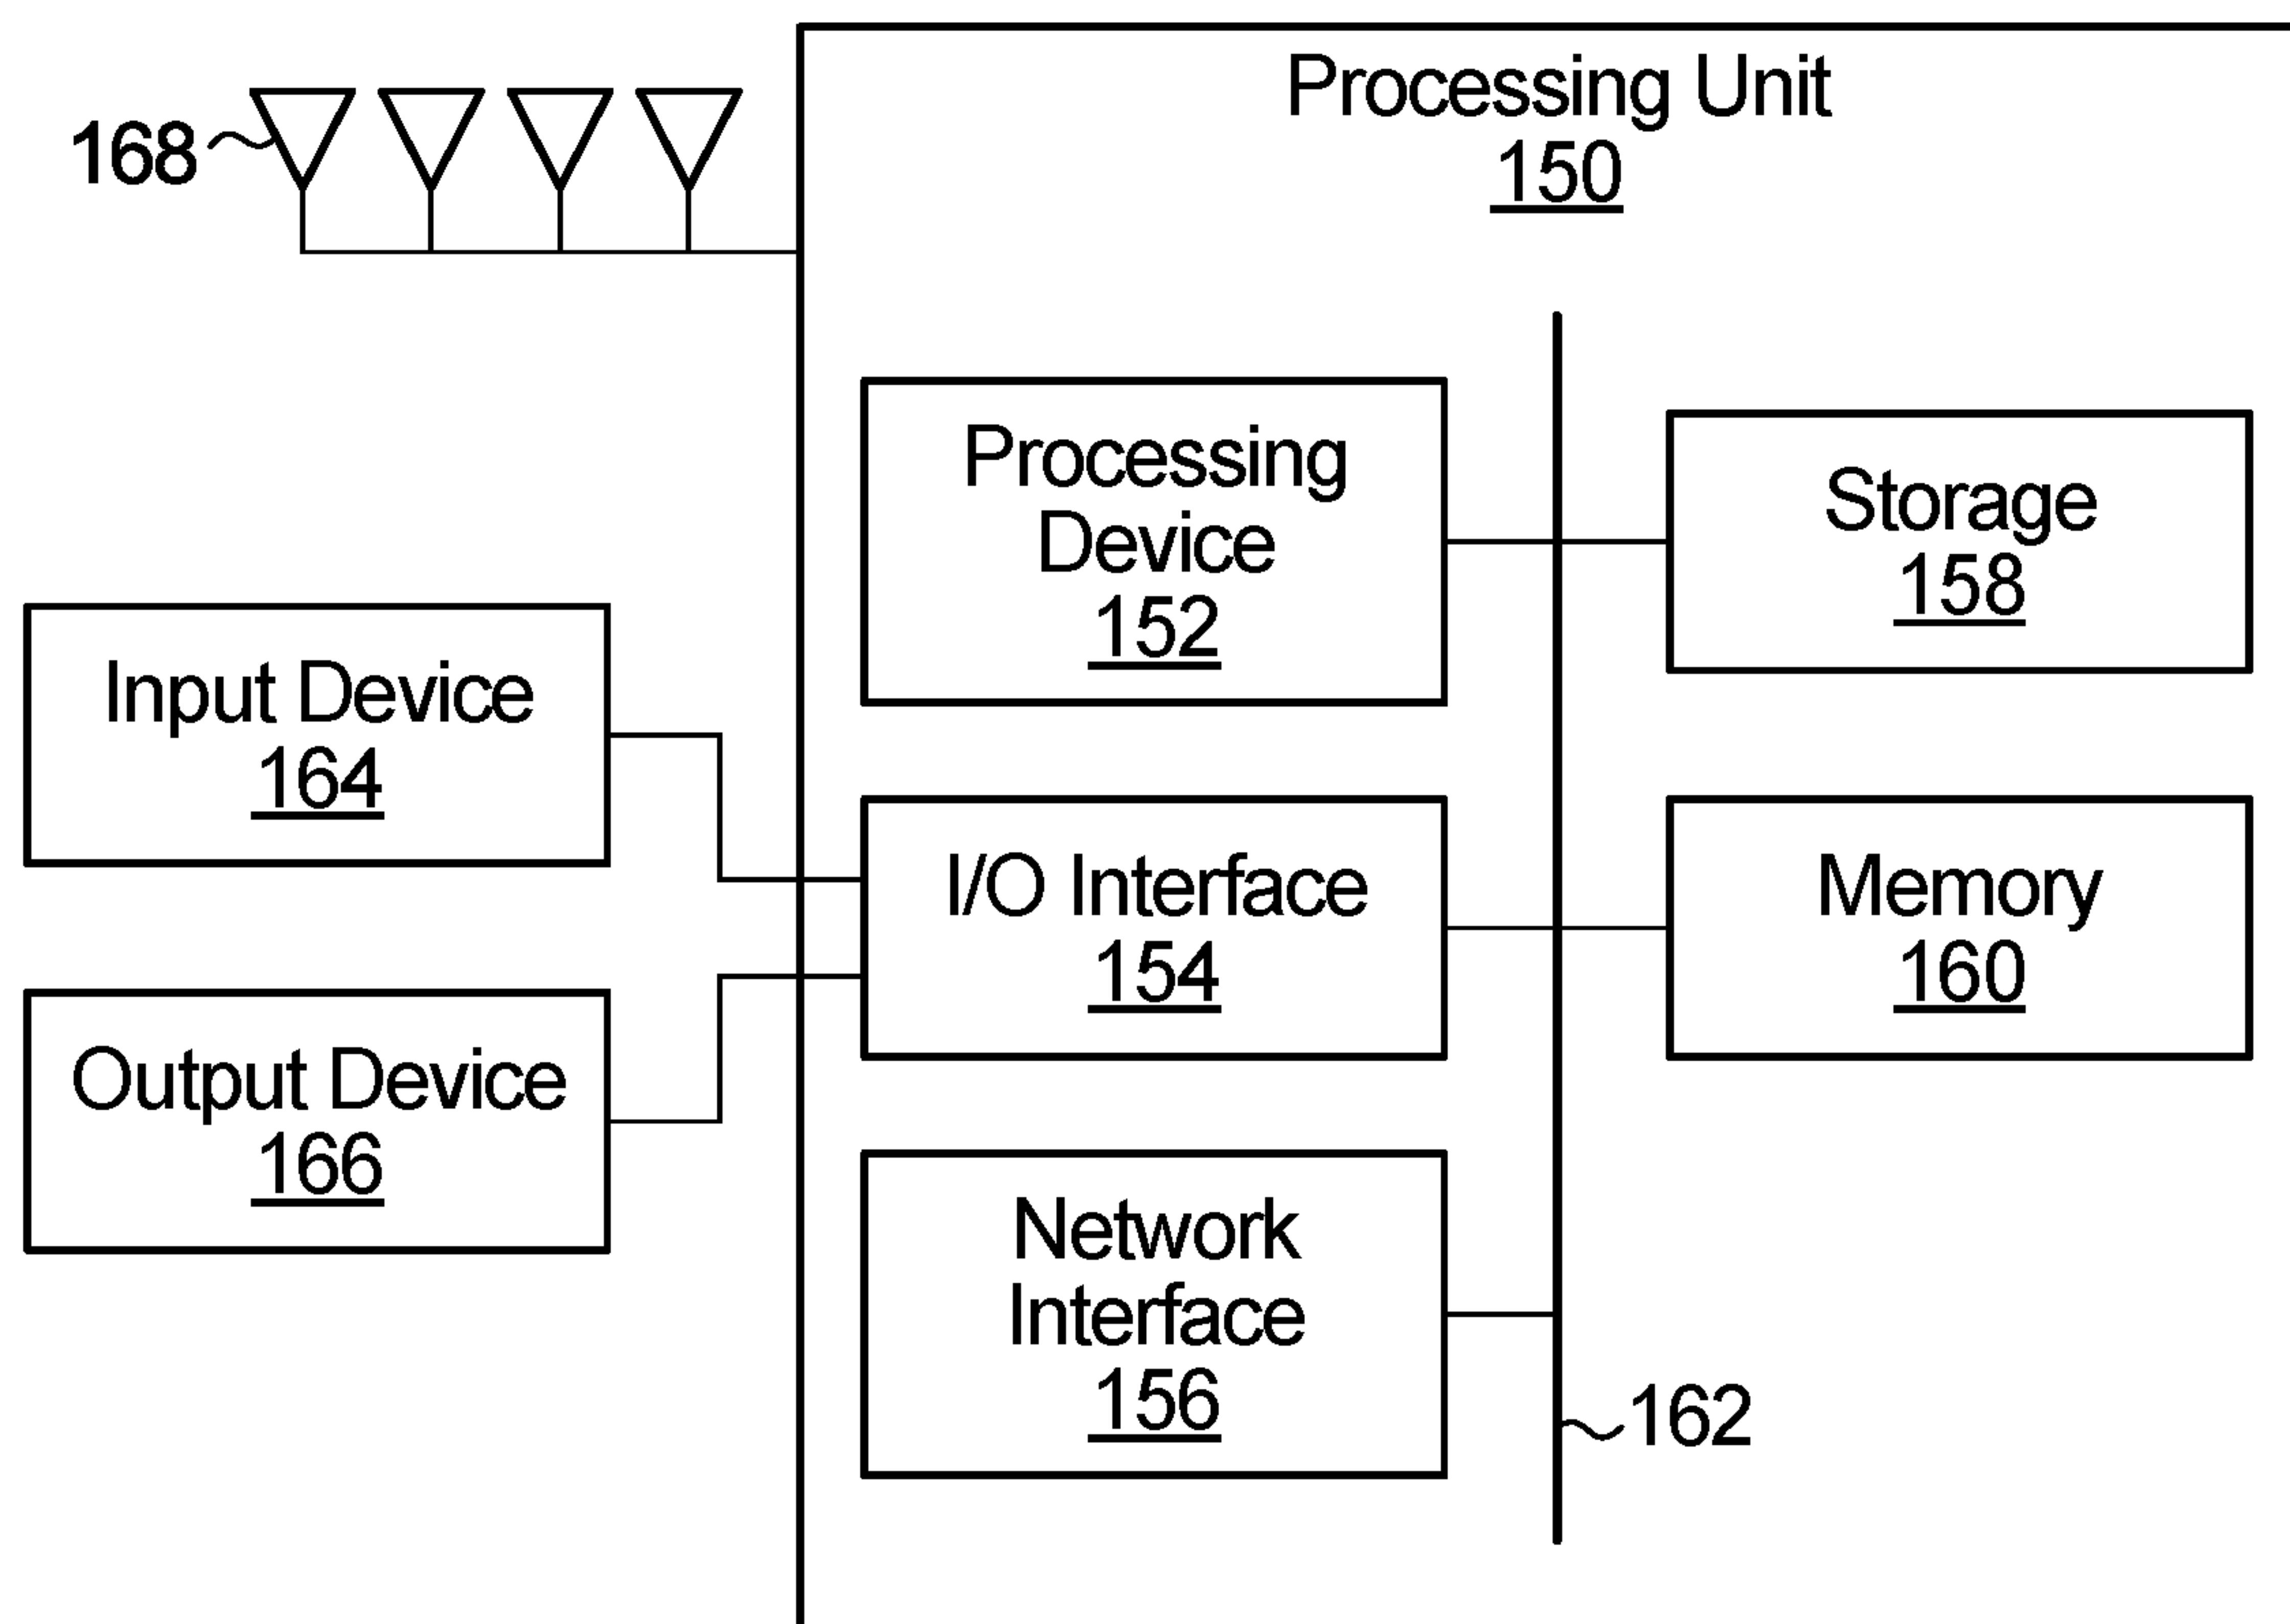 Processing Unit
150
168
Processing
Device
152
Storage
158
Input Device
164
I/O Interface
154
Memory
160
Output Device
166
Network
Interface
156
162